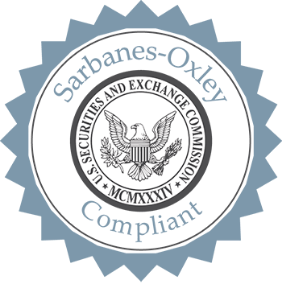 Sarbanes-Oxley
U.S. SECURITIES AND EXCHANGE COMMISSION
MCMXXXIV
Compliant